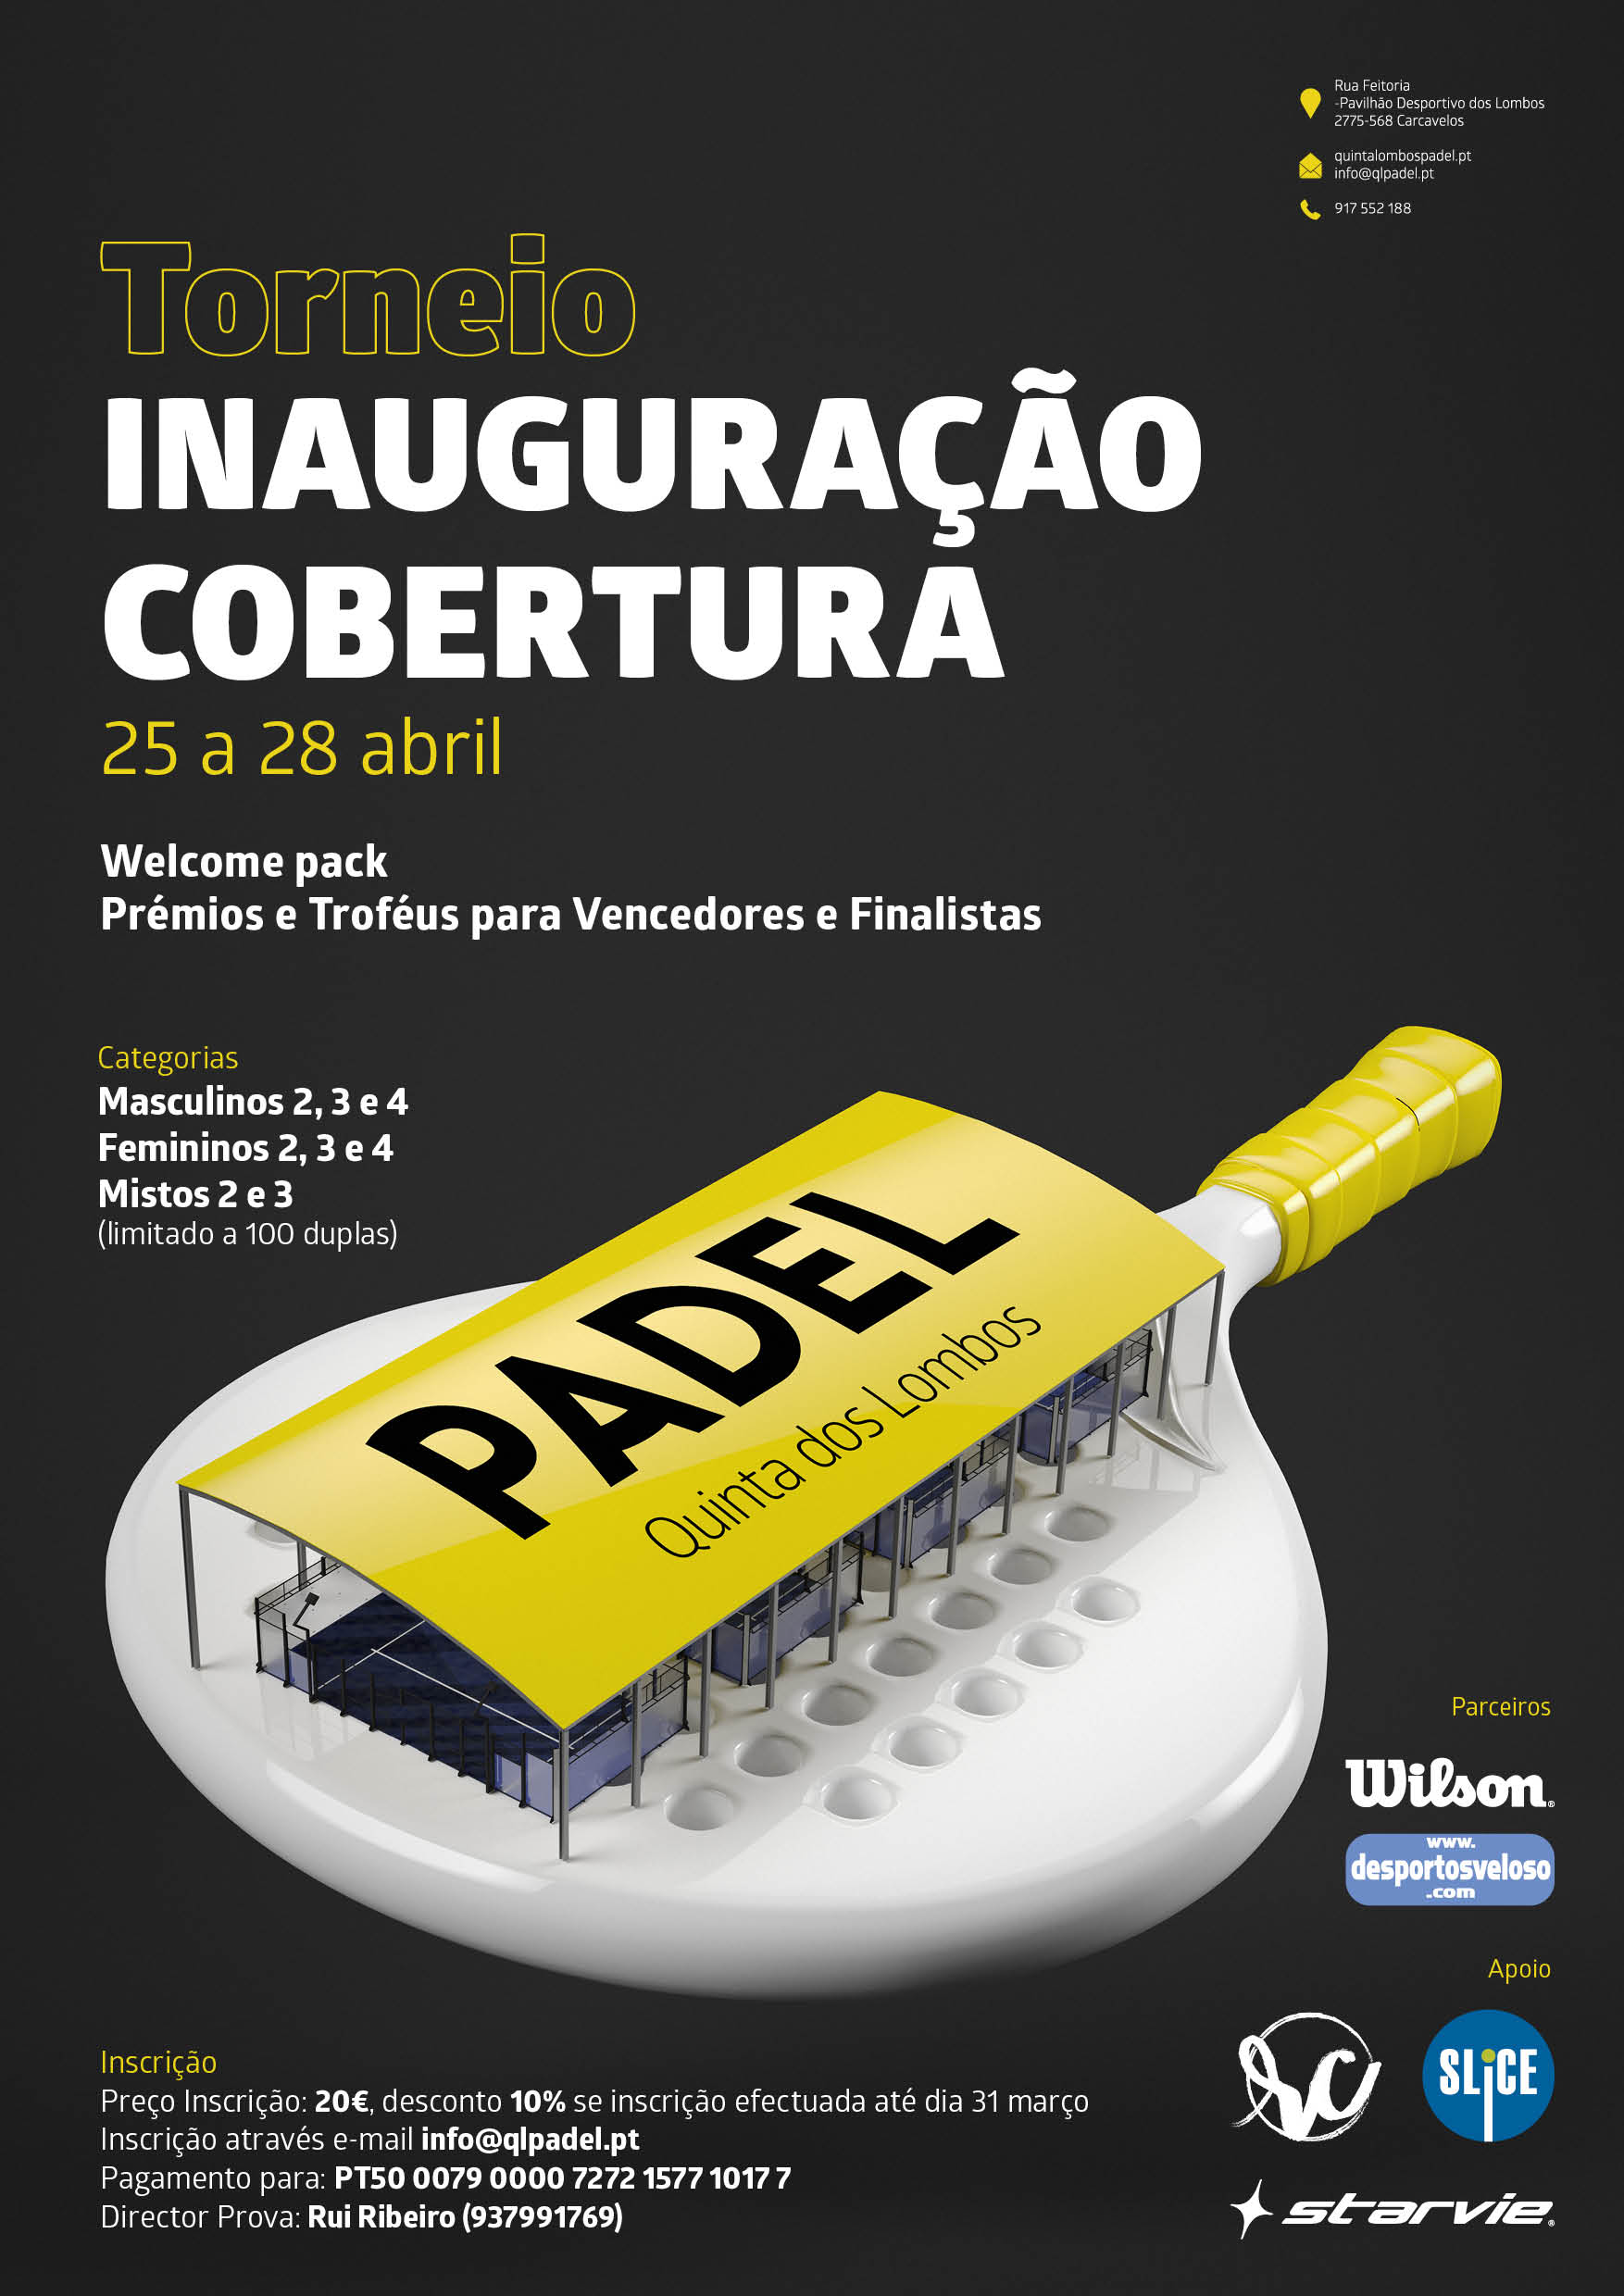 Rua Feitoria
-Pavilhão Desportivo dos Lombos
2775-568 Carcavelos
quintalombospadel.pt
info@qlpadel.pt
917 552 188
Torneio
INAUGURAÇÃO
COBERTURA
25 a 28 abril
Welcome pack
Prémios e Troféus para Vencedores e Finalistas
Categorias
Masculinos 2, 3 e 4
Femininos 2, 3 e 4
Mistos 2 e 3
(limitado a 100 duplas)
PADEL
Quinta dos Lombos
Parceiros
Wilson®
www.
desportosveloso
.com
Apoio
SLiCE
starvie®
Inscrição
Preço Inscrição: 20€, desconto 10% se inscrição efectuada até dia 31 março
Inscrição através e-mail info@qlpadel.pt
Pagamento para: PT50 0079 0000 7272 1577 1017 7
Director Prova: Rui Ribeiro (937991769)